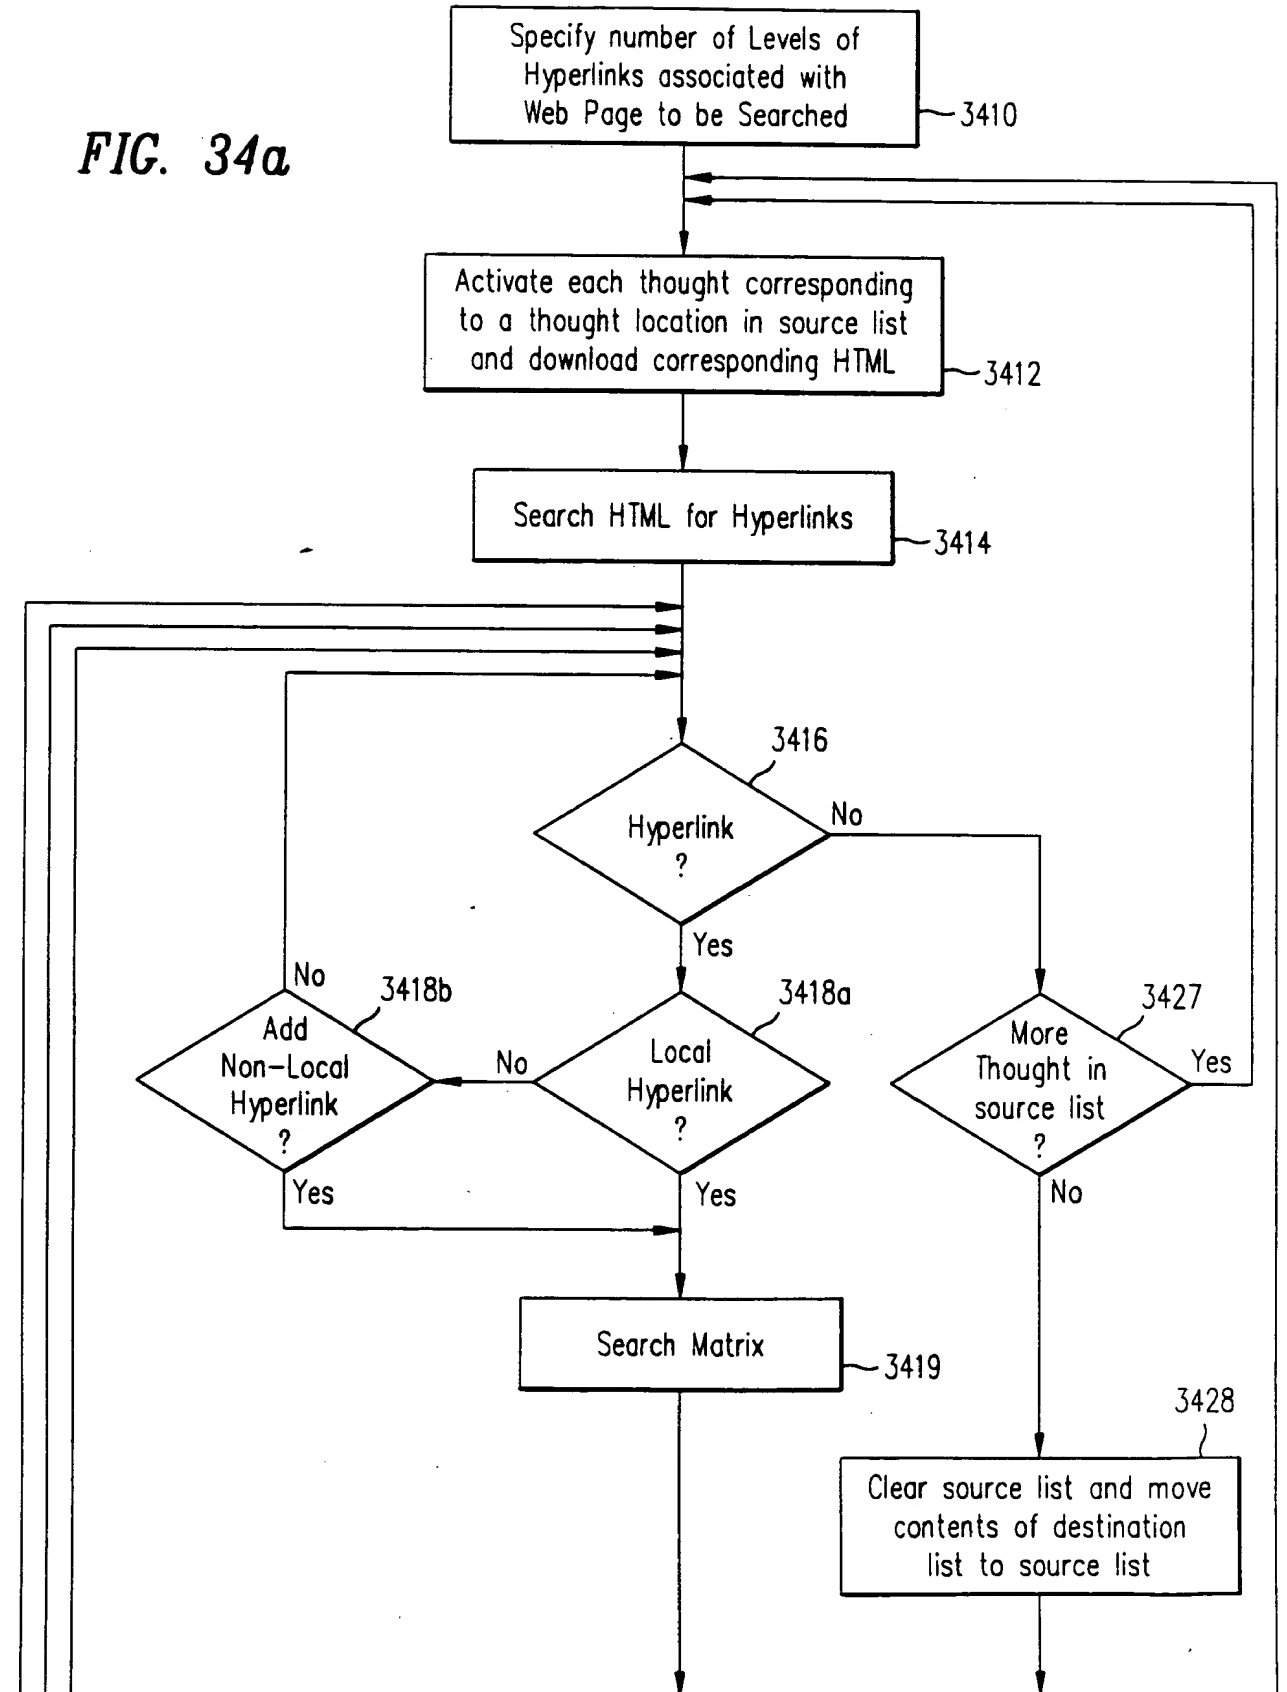 Specify number of Levels of
Hyperlinks associated with
Web Page to be Searched
3410
FIG. 34a
Activate each thought corresponding
to a thought location in source list
and download corresponding HTML
3412
Search HTML for Hyperlinks
3414
3416
Hyperlink
?
No
Yes
No
3418b
3418a
3427
Add
Non-Local
Hyperlink
?
No
Local
Hyperlink
?
More
Thought in
source list
?
Yes
Yes
Yes
No
Search Matrix
3419
3428
Clear source list and move
contents of destination
list to source list